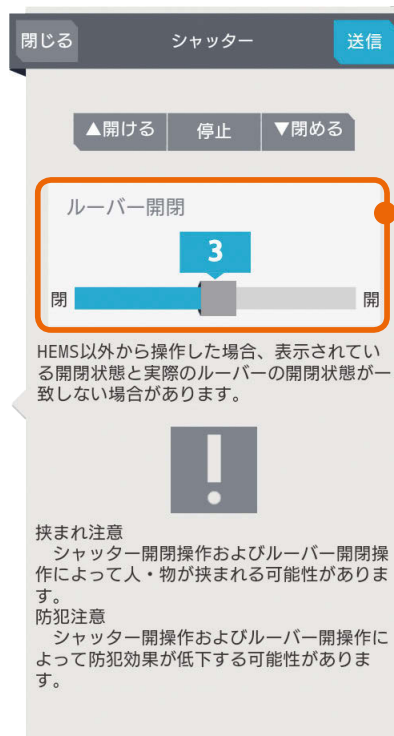 閉じる シャッター 送信
▲開ける 停止 ▼閉める
ルーバー開閉
3
閉 開
HEMS以外から操作した場合、表示されてい
る開閉状態と実際のルーバーの開閉状態が一
致しない場合があります。
挟まれ注意
　シャッター開閉操作およびルーバー開閉操
作によって人・物が挟まれる可能性がありま
す。
防犯注意
　シャッター開操作およびルーバー開操作に
よって防犯効果が低下する可能性がありま
す。